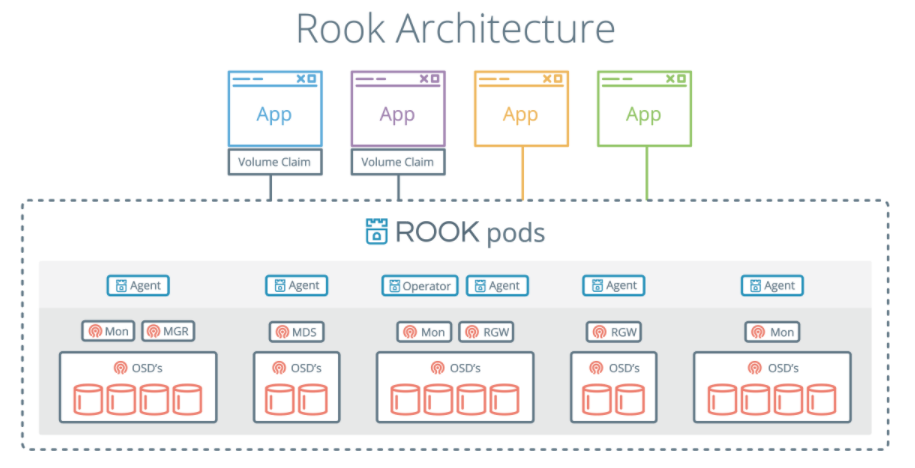 Rook Architecture
App App App App
Volume Claim Volume Claim
ROOK pods
Agent Agent Operator Agent Agent Agent
Mon MGR MDS Mon RGW RGW Mon
OSD's OSD's OSD's OSD's OSD's